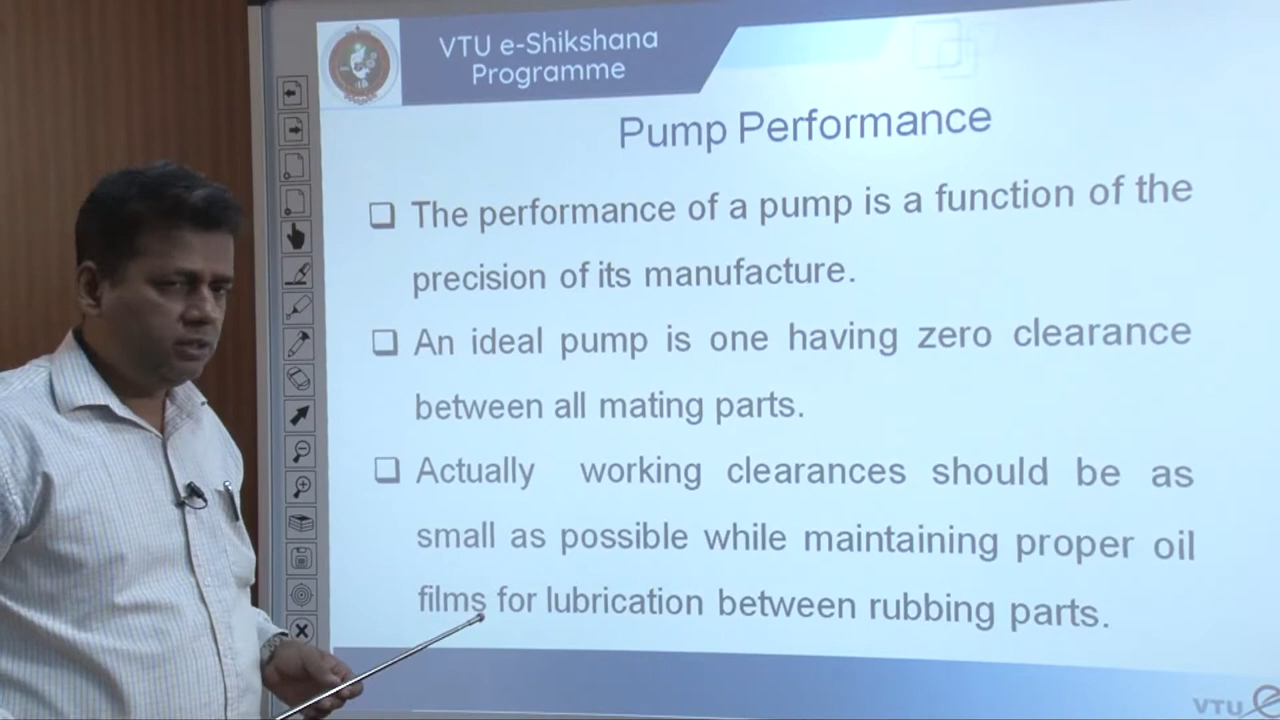 VTU e-Shikshana
Programme
Pump Performance
The performance of a pump is a function of the
precision of its manufacture.
An ideal pump is one having zero clearance
between all mating parts.
Actually working clearances should be as
small as possible while maintaining proper oil
films for lubrication between rubbing parts.
VTU e